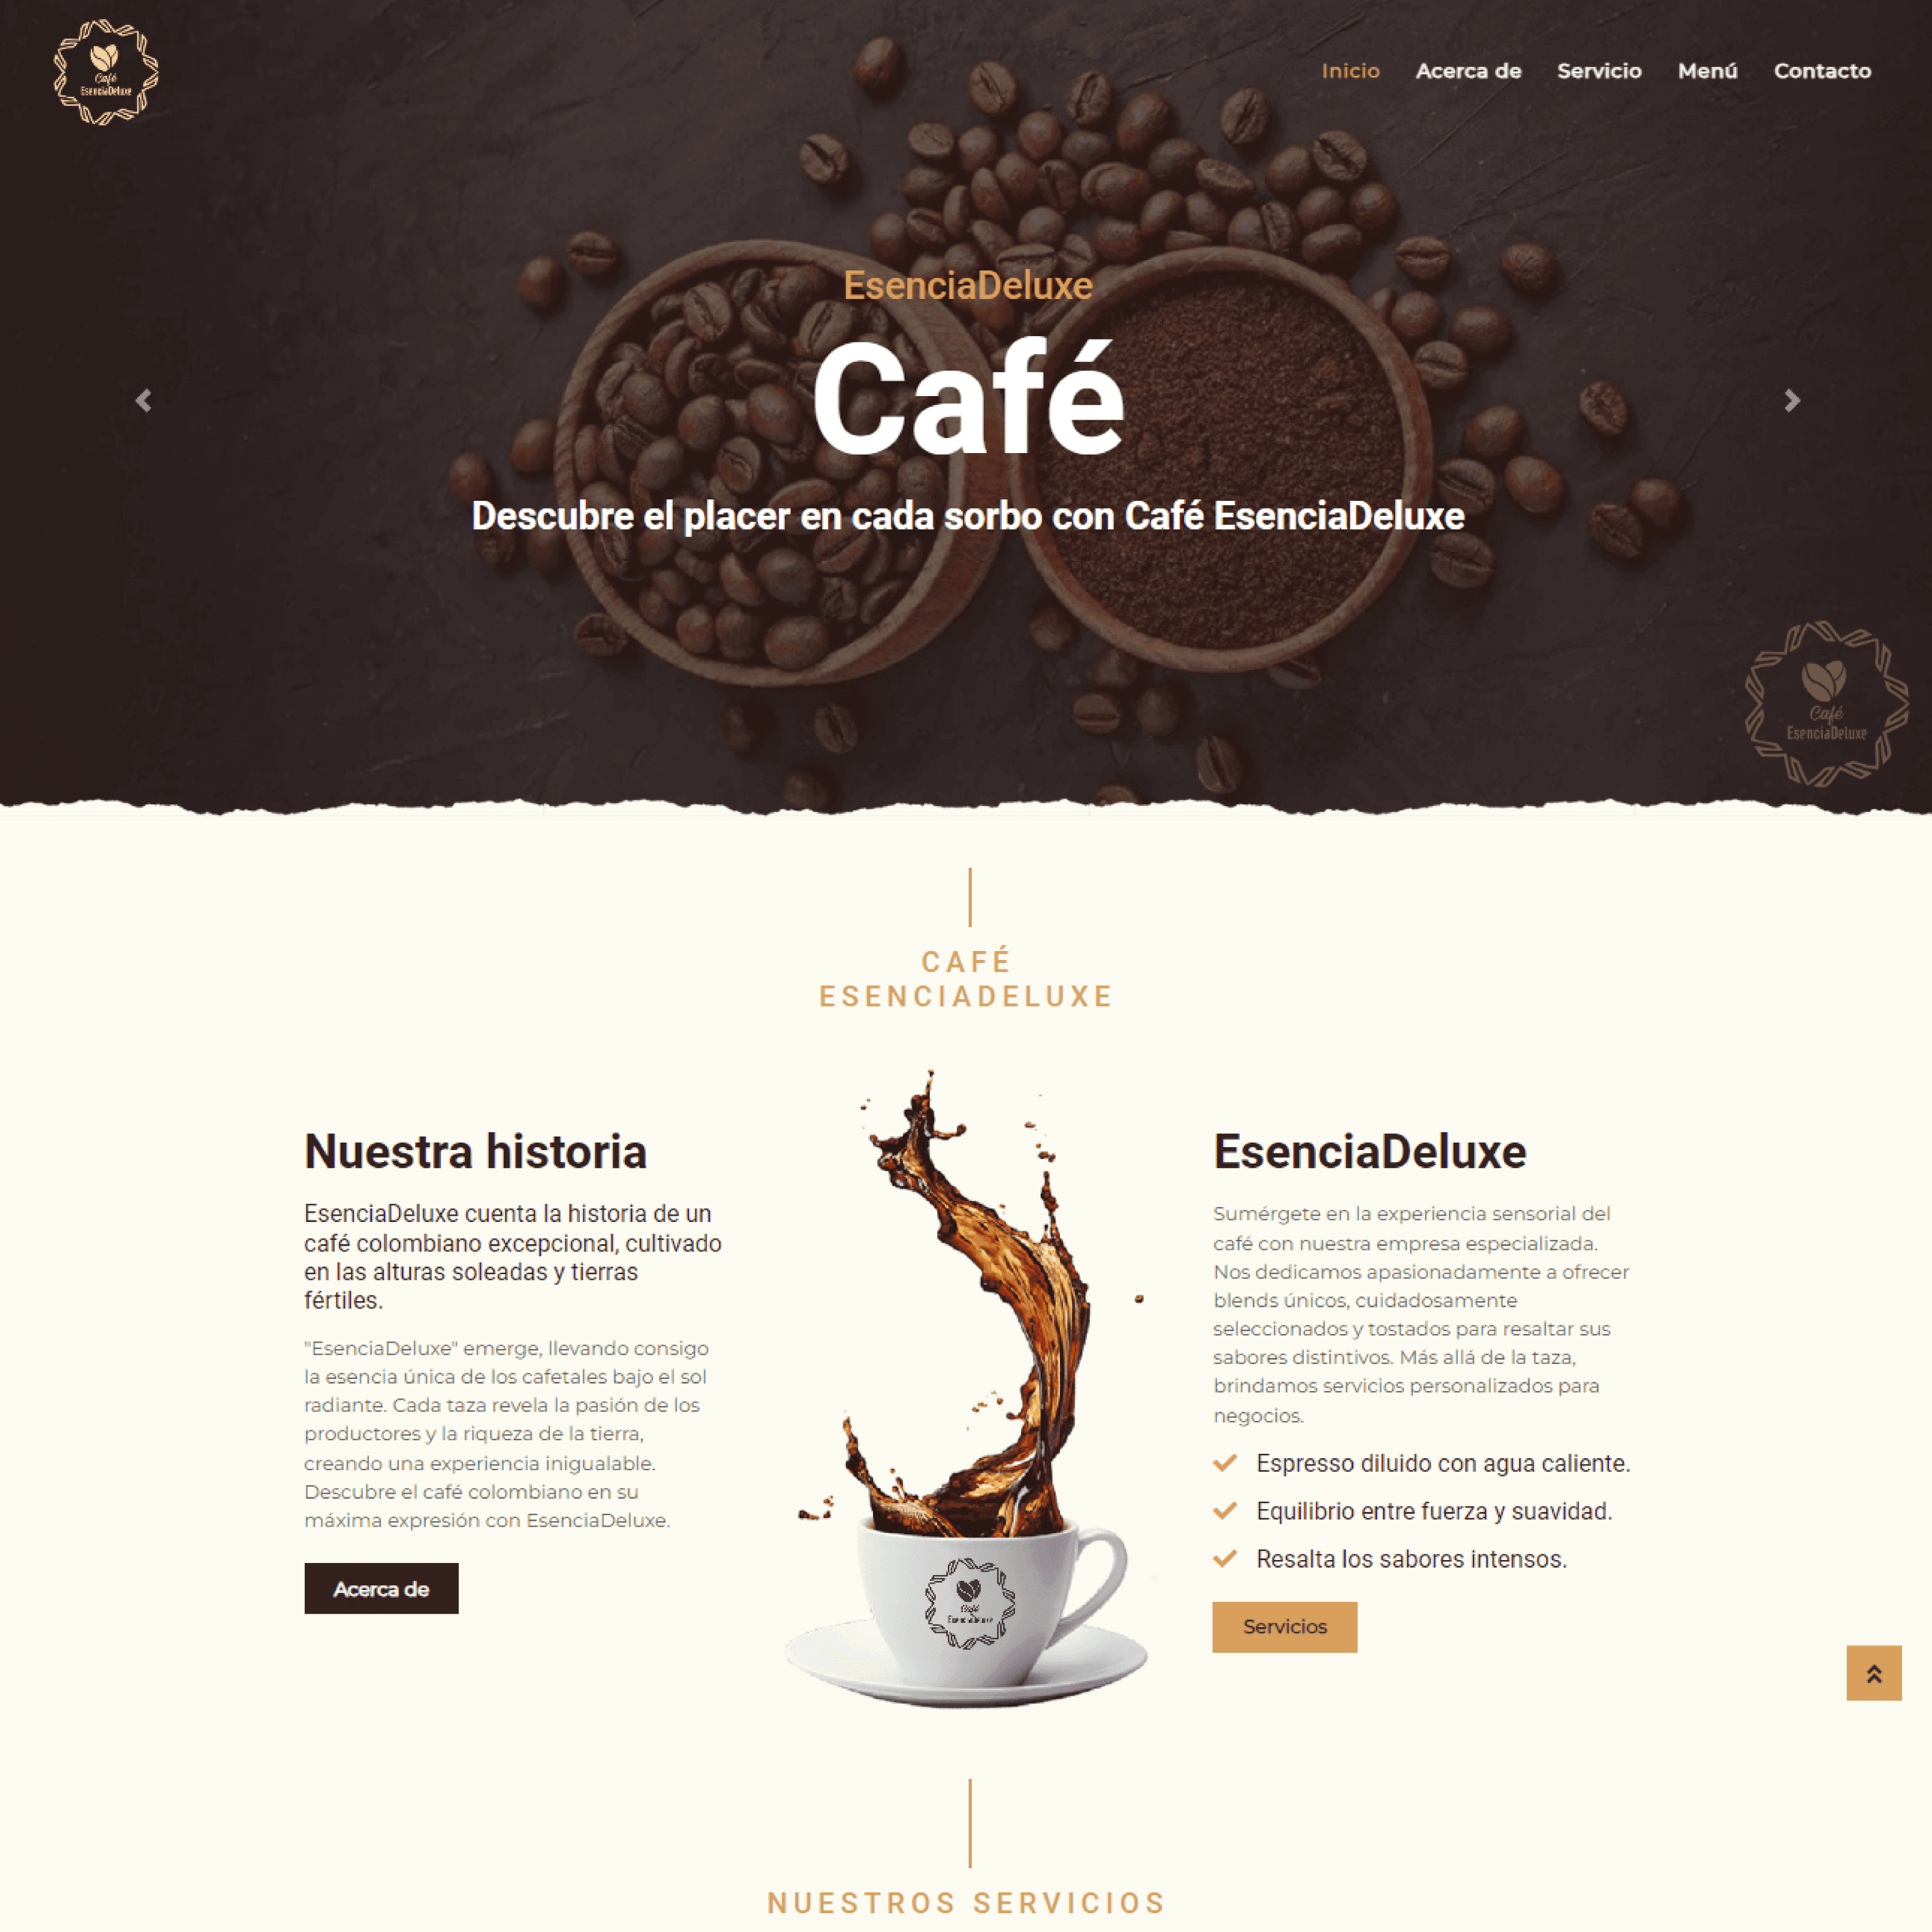 Café
EsenciaDeluxe
Inicio Acerca de Servicio Menú Contacto
EsenciaDeluxe
Café
Descubre el placer en cada sorbo con Café EsenciaDeluxe
Café
EsenciaDeluxe
CAFÉ
ESENCIADELUXE
Nuestra historia
EsenciaDeluxe cuenta la historia de un
café colombiano excepcional, cultivado
en las alturas soleadas y tierras
fértiles.
"EsenciaDeluxe" emerge, llevando consigo
la esencia única de los cafetales bajo el sol
radiante. Cada taza revela la pasión de los
productores y la riqueza de la tierra,
creando una experiencia inigualable.
Descubre el café colombiano en su
máxima expresión con EsenciaDeluxe.
Acerca de
Café
EsenciaDeluxe
EsenciaDeluxe
Sumérgete en la experiencia sensorial del
café con nuestra empresa especializada.
Nos dedicamos apasionadamente a ofrecer
blends únicos, cuidadosamente
seleccionados y tostados para resaltar sus
sabores distintivos. Más allá de la taza,
brindamos servicios personalizados para
negocios.
Espresso diluido con agua caliente.
Equilibrio entre fuerza y suavidad.
Resalta los sabores intensos.
Servicios
NUESTROS SERVICIOS